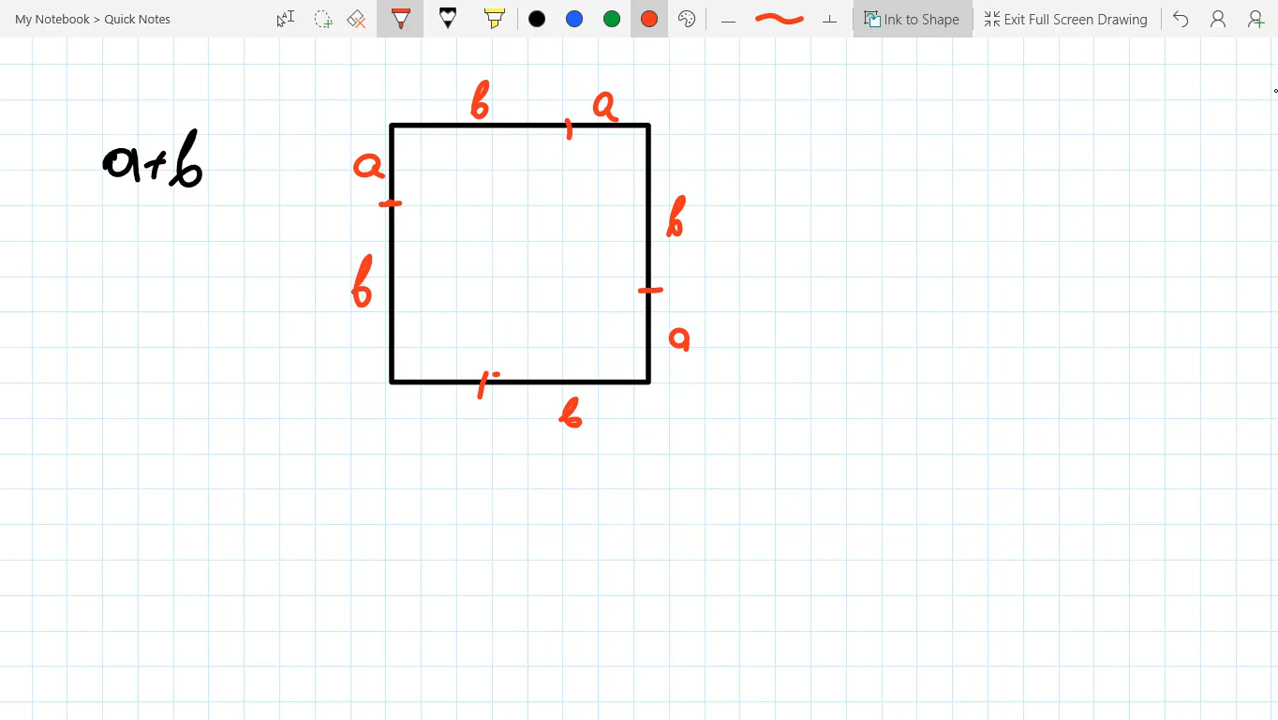 My Notebook > Quick Notes
Ink to Shape
Exit Full Screen Drawing
b a
a+b
a
b
b
a
b